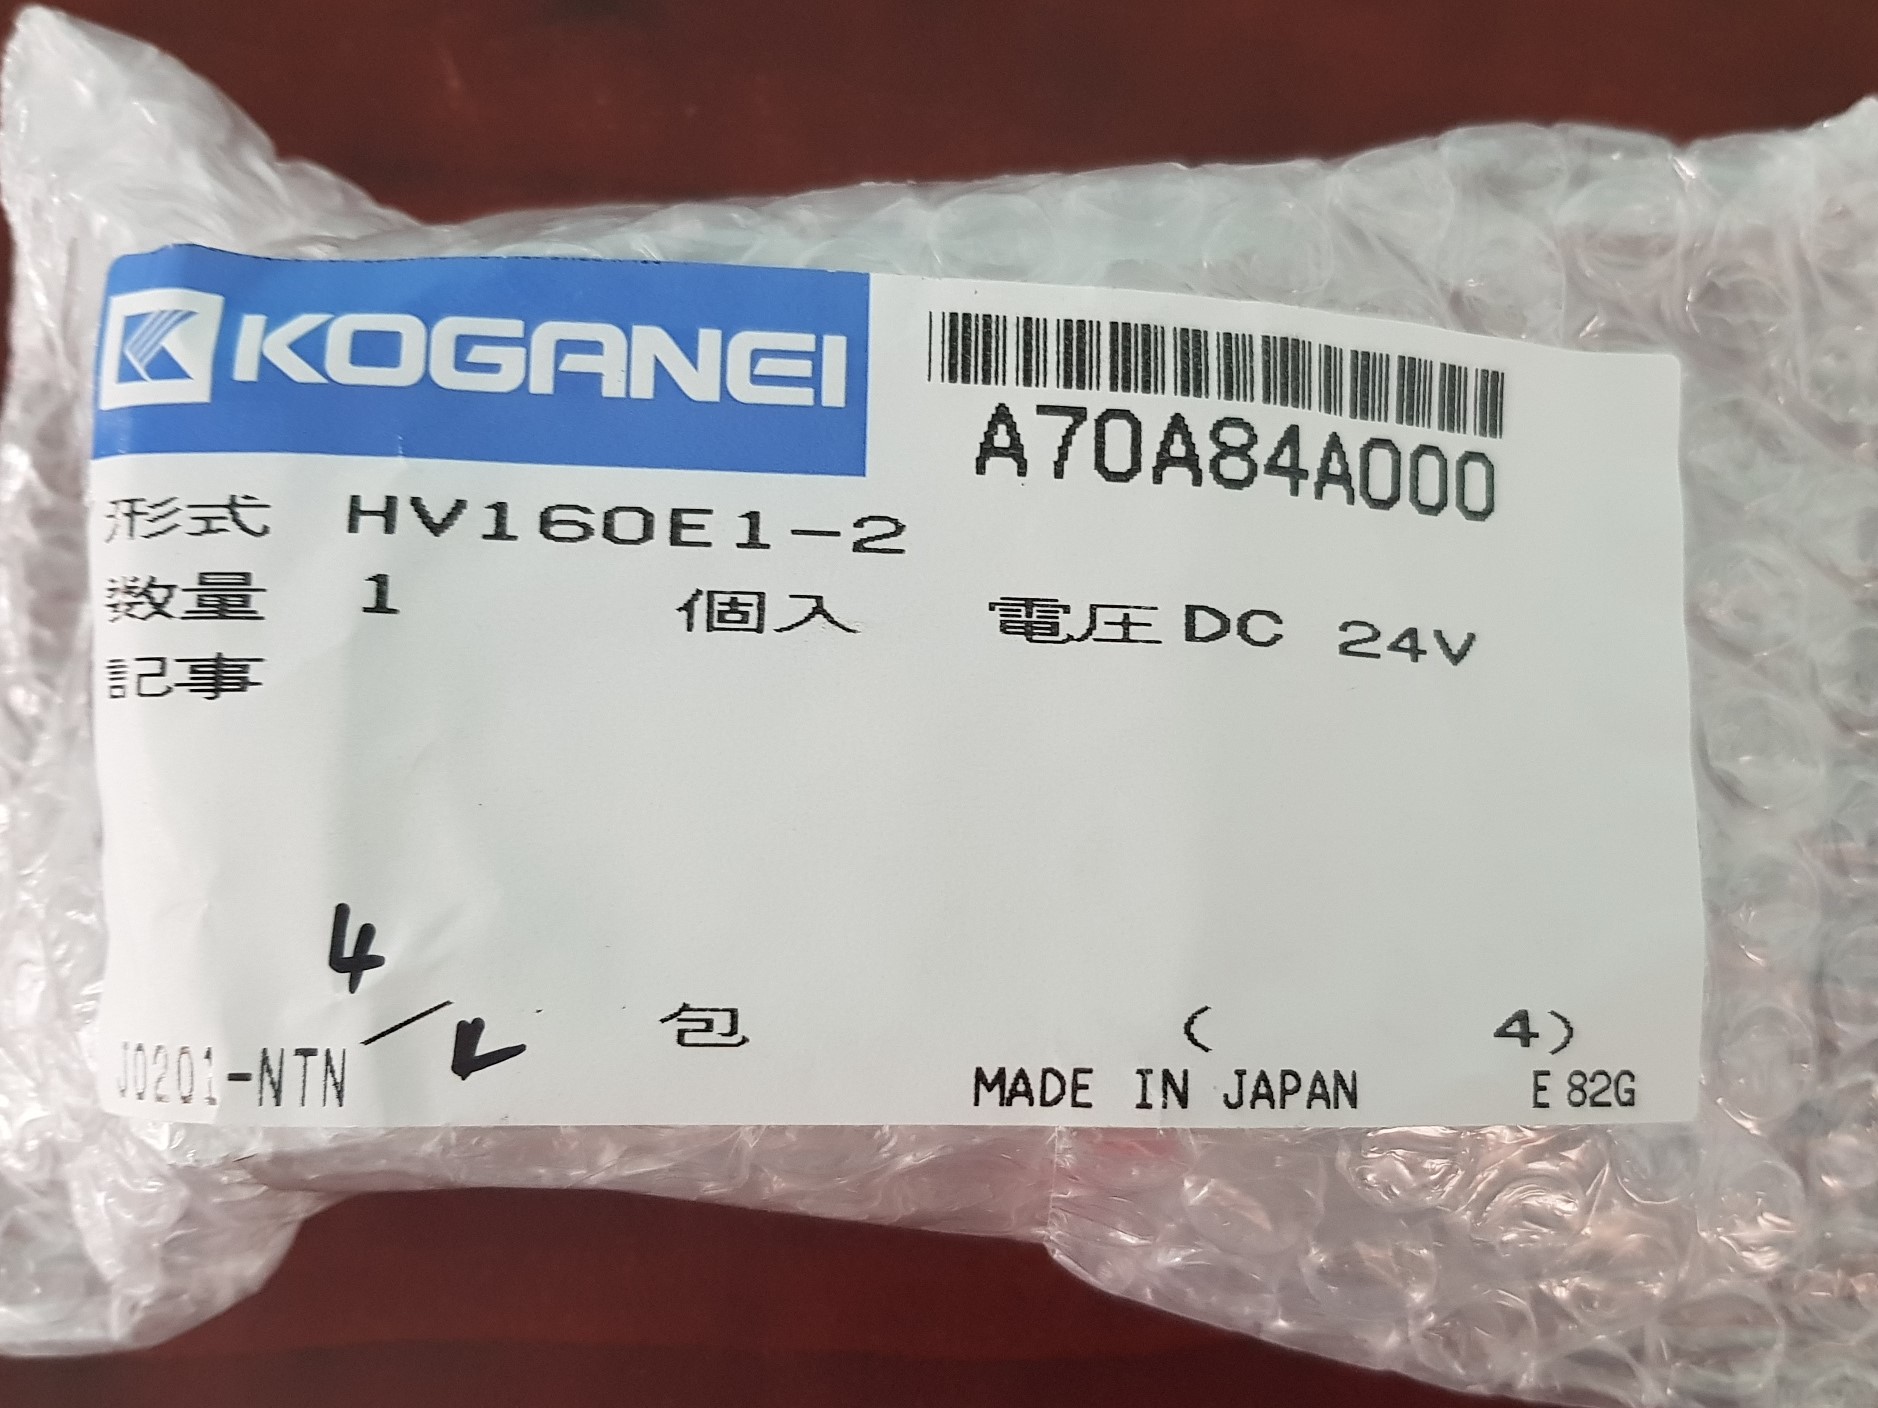 KOGANEI
A70A84A000
形式 HV160E1-2
数量 1 個入 電圧 DC 24V
記事
4/
包 ( 4)
J0201-NTN MADE IN JAPAN E 82G